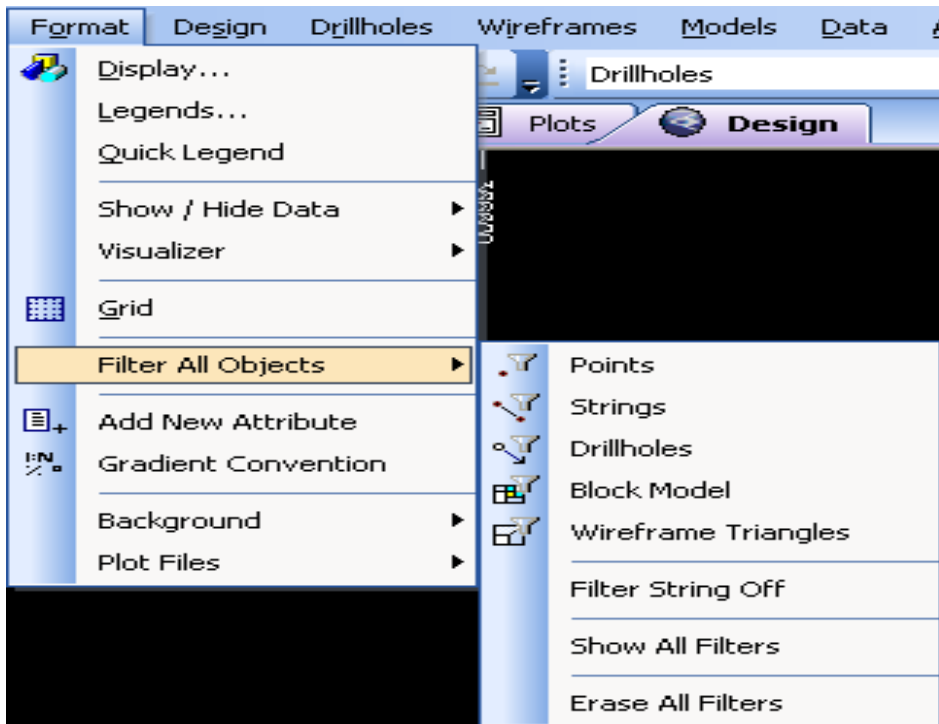 Format Design Drillholes Wireframes Models Data
Drillholes
Plots Design
Display...
Legends...
Quick Legend
Show / Hide Data
Visualizer
Grid
Filter All Objects
Add New Attribute
Gradient Convention
Background
Plot Files
Points
Strings
Drillholes
Block Model
Wireframe Triangles
Filter String Off
Show All Filters
Erase All Filters